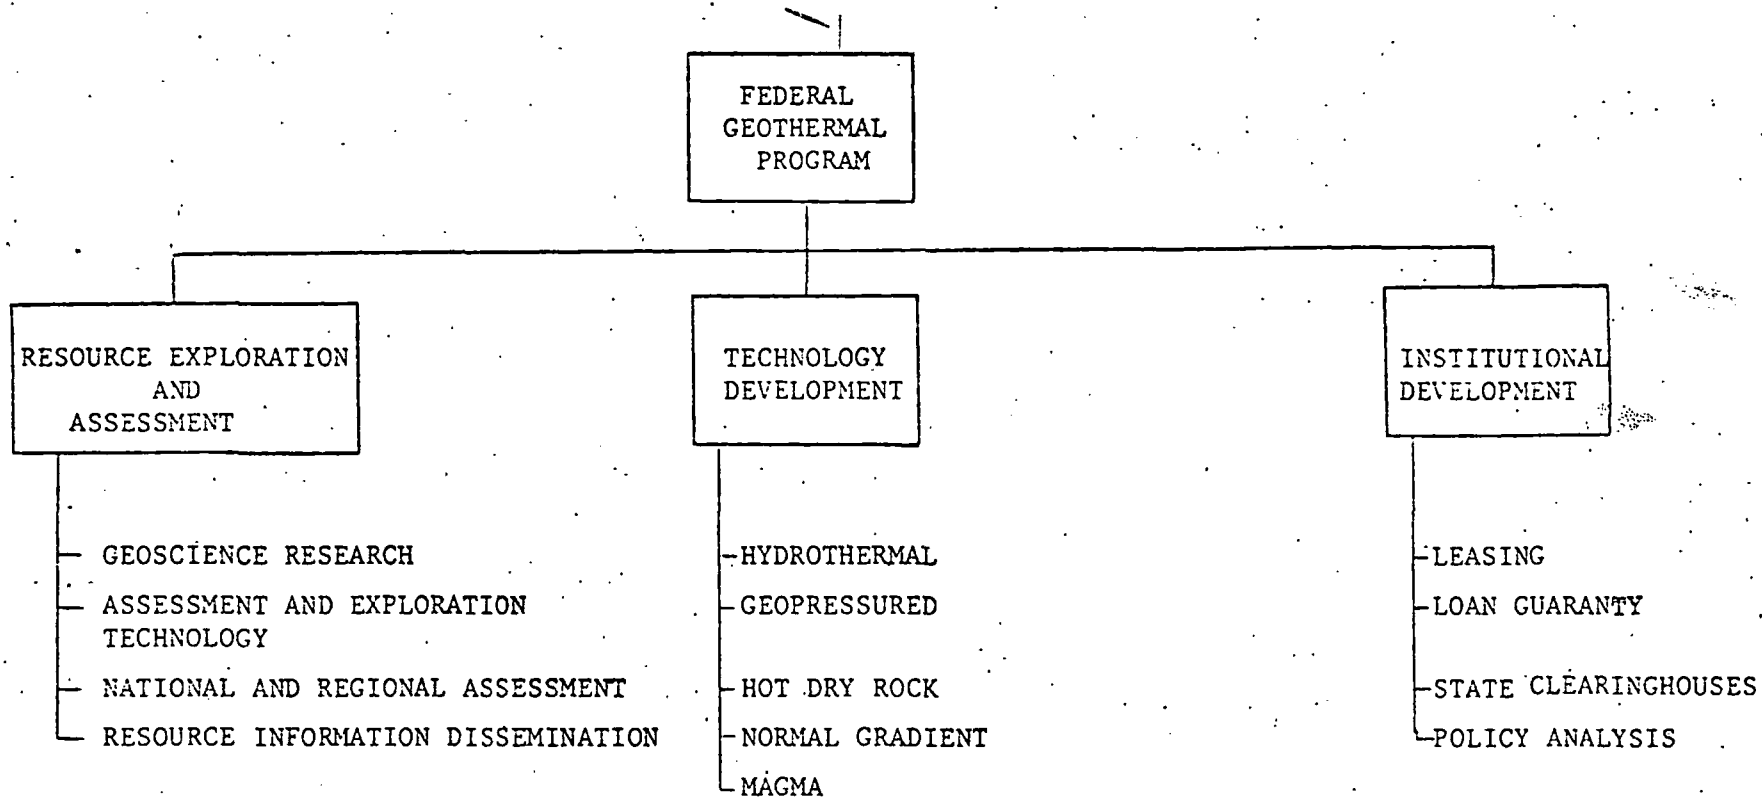 FEDERAL
GEOTHERMAL
PROGRAM
RESOURCE EXPLORATION
AND
ASSESSMENT
TECHNOLOGY
DEVELOPMENT
INSTITUTIONAL
DEVELOPMENT
GEOSCIENCE RESEARCH
ASSESSMENT AND EXPLORATION
TECHNOLOGY
NATIONAL AND REGIONAL ASSESSMENT
RESOURCE INFORMATION DISSEMINATION
HYDROTHERMAL
GEOPRESSURED
HOT DRY ROCK
NORMAL GRADIENT
MAGMA
LEASING
LOAN GUARANTY
STATE CLEARINGHOUSES
POLICY ANALYSIS